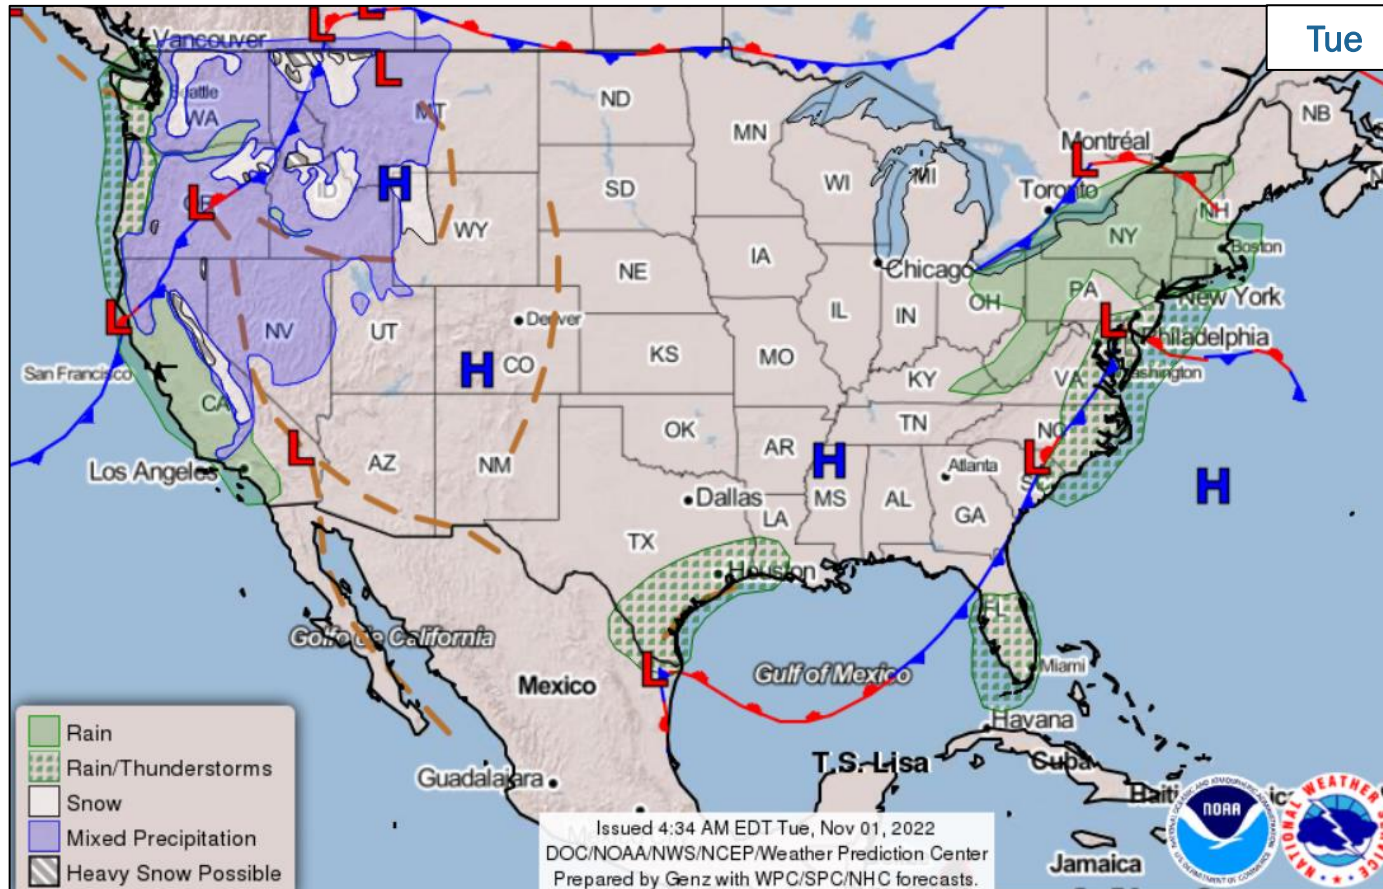 Tue
Vancouver
Seattle
WA
MT
ND
MN
Montréal
NB
OR
ID
SD
WI
MI
Toronto
NH
WY
NY
Boston
IA
NE
Chicago
PA
New York
OH
NV
UT
Denver
CO
IL
IN
Philadelphia
San Francisco
KS
MO
KY
VA
Washington
CA
OK
TN
NC
AR
Los Angeles
AZ
NM
Atlanta
SC
Dallas
MS
AL
GA
LA
TX
Houston
FL
Golfo de California
Miami
Mexico
Gulf of Mexico
Havana
T.S. Lisa
Cuba
Guadalajara
Haiti
Jamaica
Rain
Rain/Thunderstorms
Snow
Mixed Precipitation
Heavy Snow Possible
Issued 4:34 AM EDT Tue, Nov 01, 2022
DOC/NOAA/NWS/NCEP/Weather Prediction Center
Prepared by Genz with WPC/SPC/NHC forecasts.
NOAA
NATIONAL WEATHER SERVICE
L
L
L
L
L
L
L
L
L
L
H
H
H
H